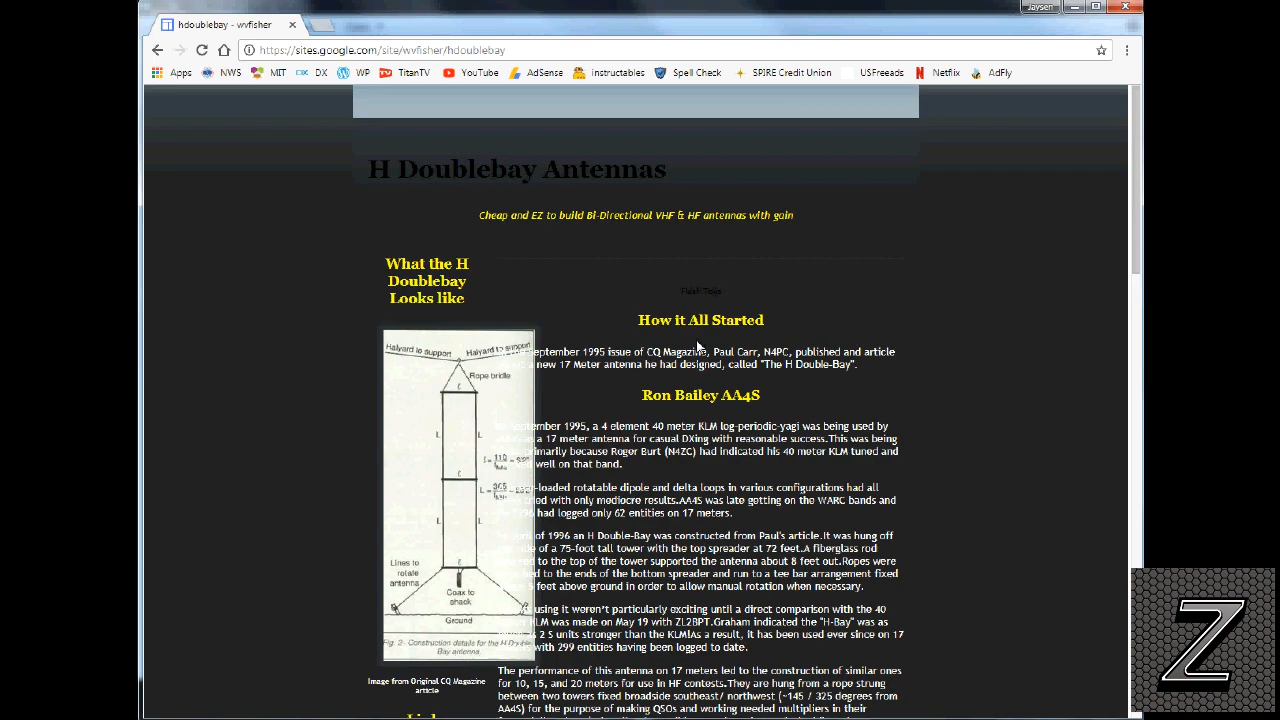 Jaysen
hdoublebay - wvfisher
https://sites.google.com/site/wvfisher/hdoublebay
Apps NWS MIT DX WP TitanTV YouTube AdSense instructables Spell Check SPIRE Credit Union USFreeads Netflix AdFly
H Doublebay Antennas
Cheap and EZ to build Bi-Directional VHF & HF antennas with gain
What the H
Doublebay
Looks like
Halyard to support Halyard to support
Rope bridle
ℓ
L L
ℓ
L L
ℓ
Lines to
rotate
antenna
Coax to
shack
Ground
Fig. 2– Construction details for the H Double-
Bay antenna.
Image from Original CQ Magazine
article
How it All Started
September 1995 issue of CQ Magazine, Paul Carr, N4PC, published and article
a new 17 Meter antenna he had designed, called "The H Double-Bay".
Ron Bailey AA4S
September 1995, a 4 element 40 meter KLM log-periodic-yagi was being used by
a 17 meter antenna for casual DXing with reasonable success.This was being
primarily because Roger Burt (N4ZC) had indicated his 40 meter KLM tuned and
well on that band.
-loaded rotatable dipole and delta loops in various configurations had all
tried with only mediocre results.AA4S was late getting on the WARC bands and
1996 had logged only 62 entities on 17 meters.
of 1996 an H Double-Bay was constructed from Paul's article.It was hung off
of a 75-foot tall tower with the top spreader at 72 feet.A fiberglass rod
to the top of the tower supported the antenna about 8 feet out.Ropes were
to the ends of the bottom spreader and run to a tee bar arrangement fixed
feet above ground in order to allow manual rotation when necessary.
using it weren't particularly exciting until a direct comparison with the 40
KLM was made on May 19 with ZL2BPT.Graham indicated the "H-Bay" was as
2 S units stronger than the KLM!As a result, it has been used ever since on 17
with 299 entities having been logged to date.
The performance of this antenna on 17 meters led to the construction of similar ones
for 10, 15, and 20 meters for use in HF contests.They are hung from a rope strung
between two towers fixed broadside southeast/ northwest (~145 / 325 degrees from
AA4S) for the purpose of making QSOs and working needed multipliers in their
Z